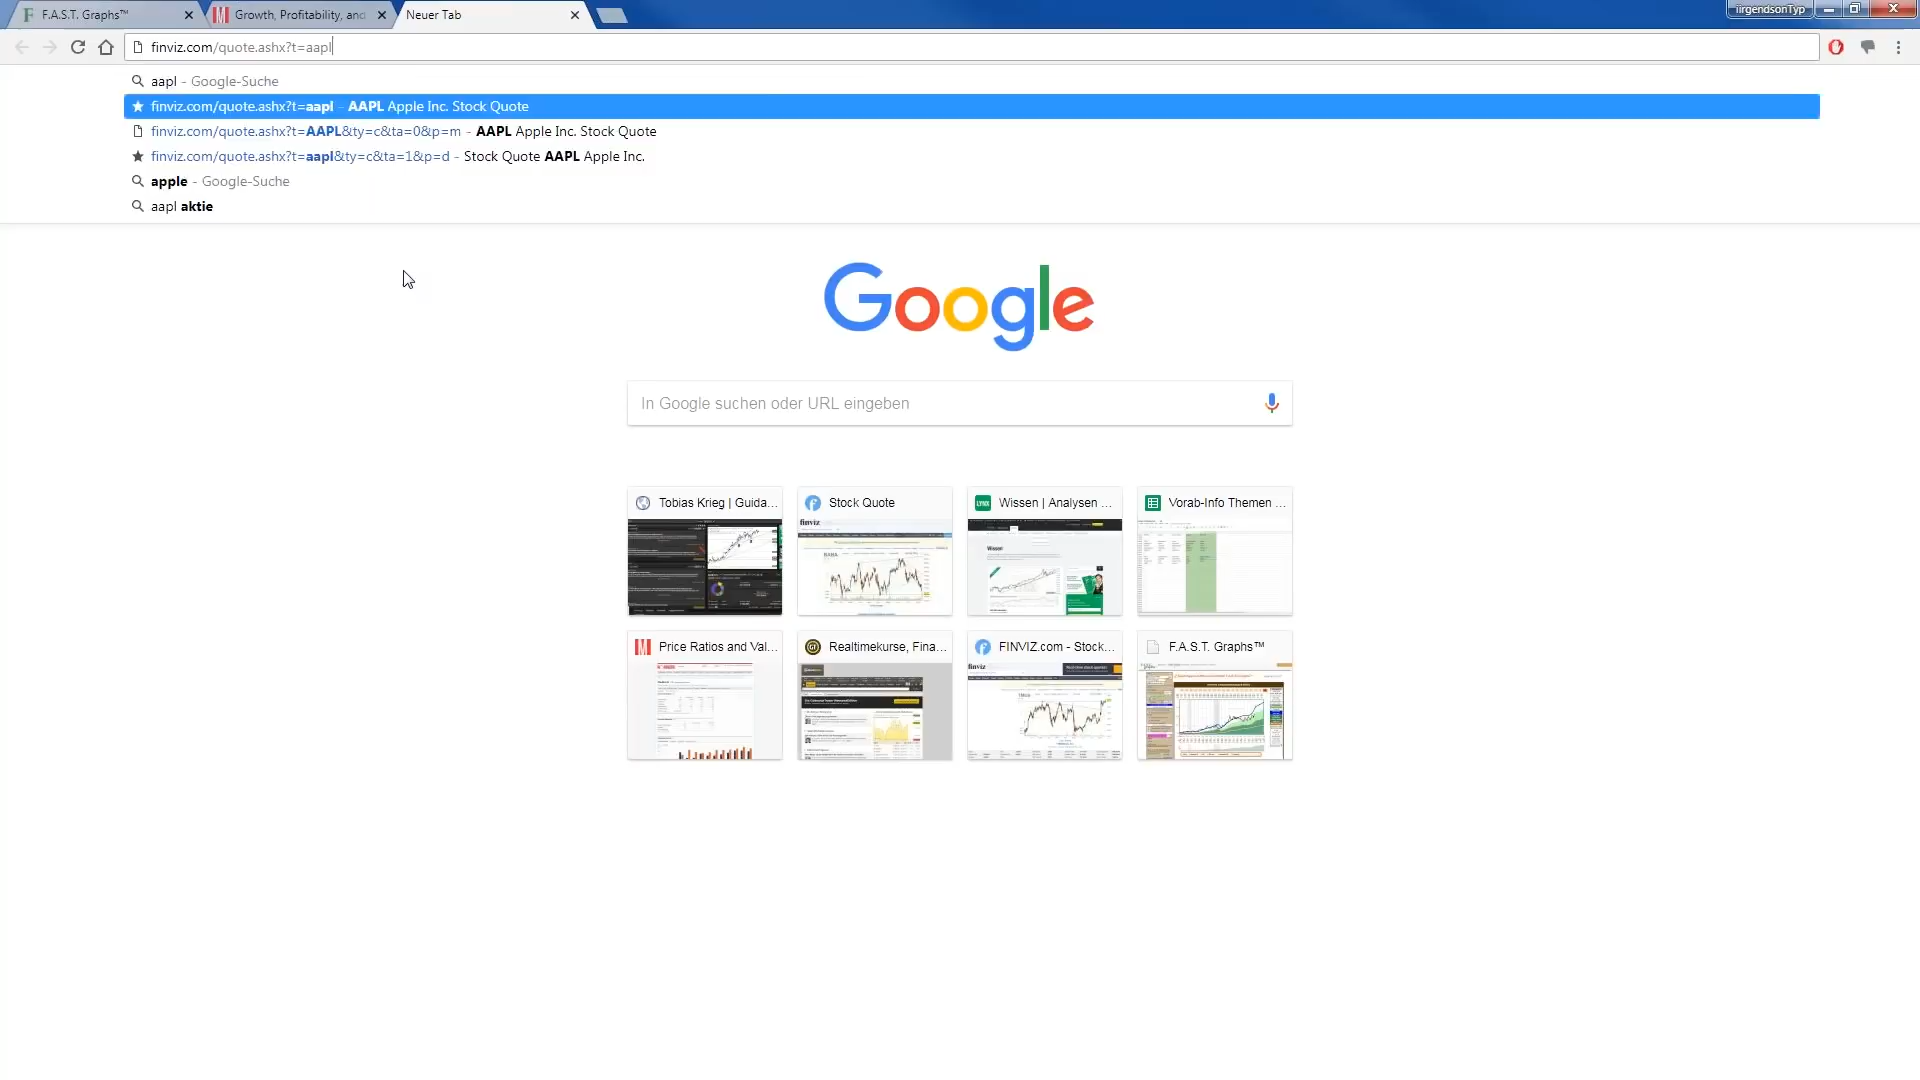 F.A.S.T. Graphs™
Growth, Profitability, and
Neuer Tab
iirgendsonTyp
finviz.com/quote.ashx?t=aapl
aapl - Google-Suche
finviz.com/quote.ashx?t=aapl - AAPL Apple Inc. Stock Quote
finviz.com/quote.ashx?t=AAPL&ty=c&ta=0&p=m - AAPL Apple Inc. Stock Quote
finviz.com/quote.ashx?t=aapl&ty=c&ta=1&p=d - Stock Quote AAPL Apple Inc.
apple - Google-Suche
aapl aktie
Google
In Google suchen oder URL eingeben
Tobias Krieg | Guida...
Stock Quote
Wissen | Analysen ...
Vorab-Info Themen ...
finviz
Wissen
Price Ratios and Val...
Realtimekurse, Fina...
FINVIZ.com - Stock...
F.A.S.T. Graphs™
finviz